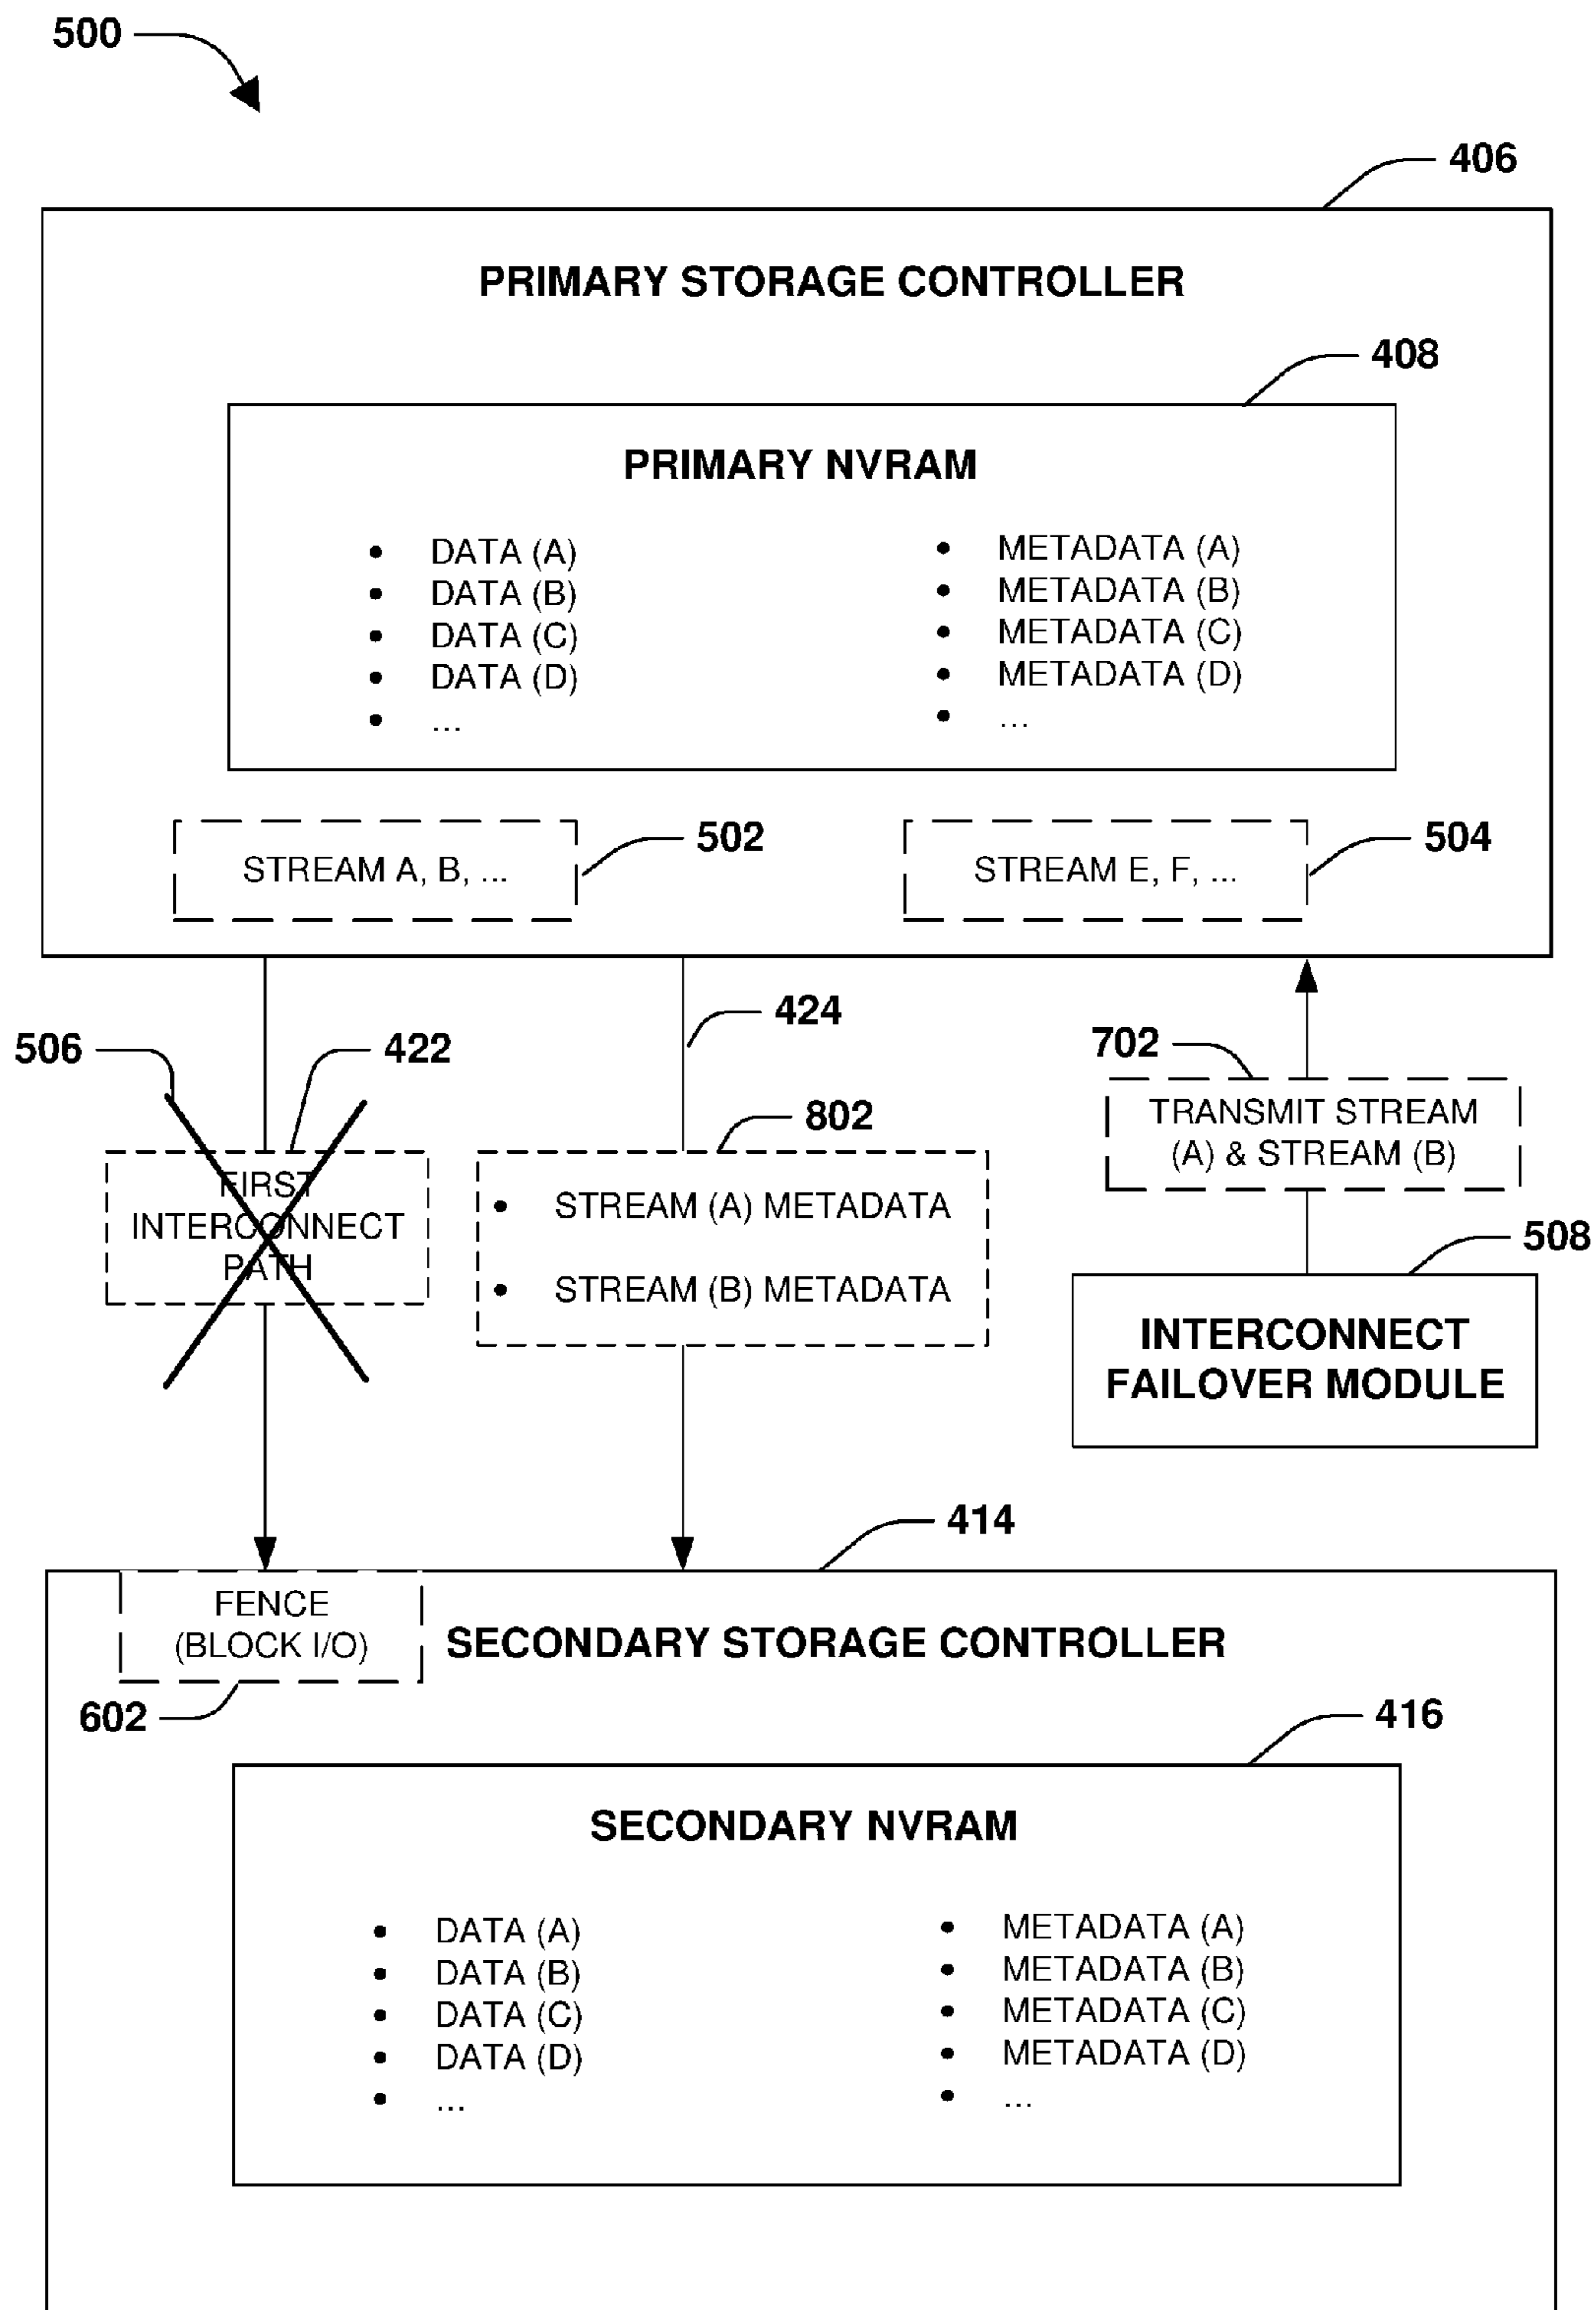 500
406
PRIMARY STORAGE CONTROLLER
408
PRIMARY NVRAM
• DATA (A)
• DATA (B)
• DATA (C)
• DATA (D)
• ...
• METADATA (A)
• METADATA (B)
• METADATA (C)
• METADATA (D)
• ...
STREAM A, B, ...
502
STREAM E, F, ...
504
506
422
FIRST
INTERCONNECT
PATH
424
802
• STREAM (A) METADATA
• STREAM (B) METADATA
702
TRANSMIT STREAM
(A) & STREAM (B)
508
INTERCONNECT
FAILOVER MODULE
414
FENCE
(BLOCK I/O)
602
SECONDARY STORAGE CONTROLLER
416
SECONDARY NVRAM
• DATA (A)
• DATA (B)
• DATA (C)
• DATA (D)
• ...
• METADATA (A)
• METADATA (B)
• METADATA (C)
• METADATA (D)
• ...